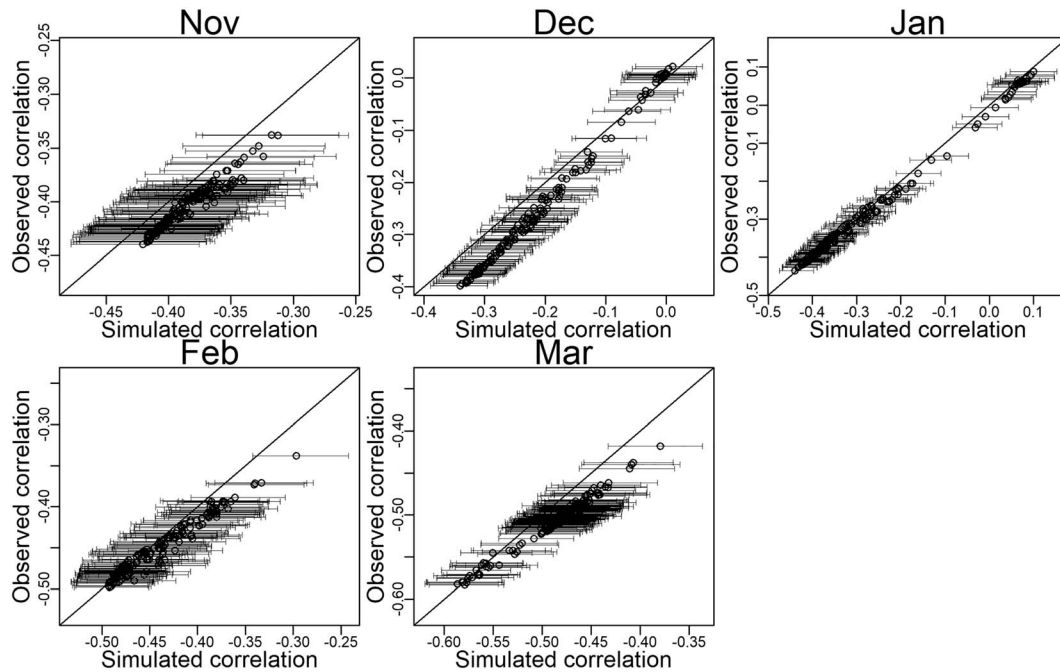 Nov Dec Jan
Observed correlation
-0.25
-0.30
-0.35
-0.40
-0.45
-0.45 -0.40 -0.35 -0.30 -0.25
Simulated correlation
Observed correlation
0.0
-0.1
-0.2
-0.3
-0.4
-0.4 -0.3 -0.2 -0.1 0.0
Simulated correlation
Observed correlation
0.1
0.0
-0.1
-0.3
-0.5
-0.5 -0.4 -0.3 -0.2 -0.1 0.0 0.1
Simulated correlation
Feb Mar
Observed correlation
-0.30
-0.40
-0.50
-0.50 -0.45 -0.40 -0.35 -0.30 -0.25
Simulated correlation
Observed correlation
-0.40
-0.50
-0.60
-0.60 -0.55 -0.50 -0.45 -0.40 -0.35
Simulated correlation